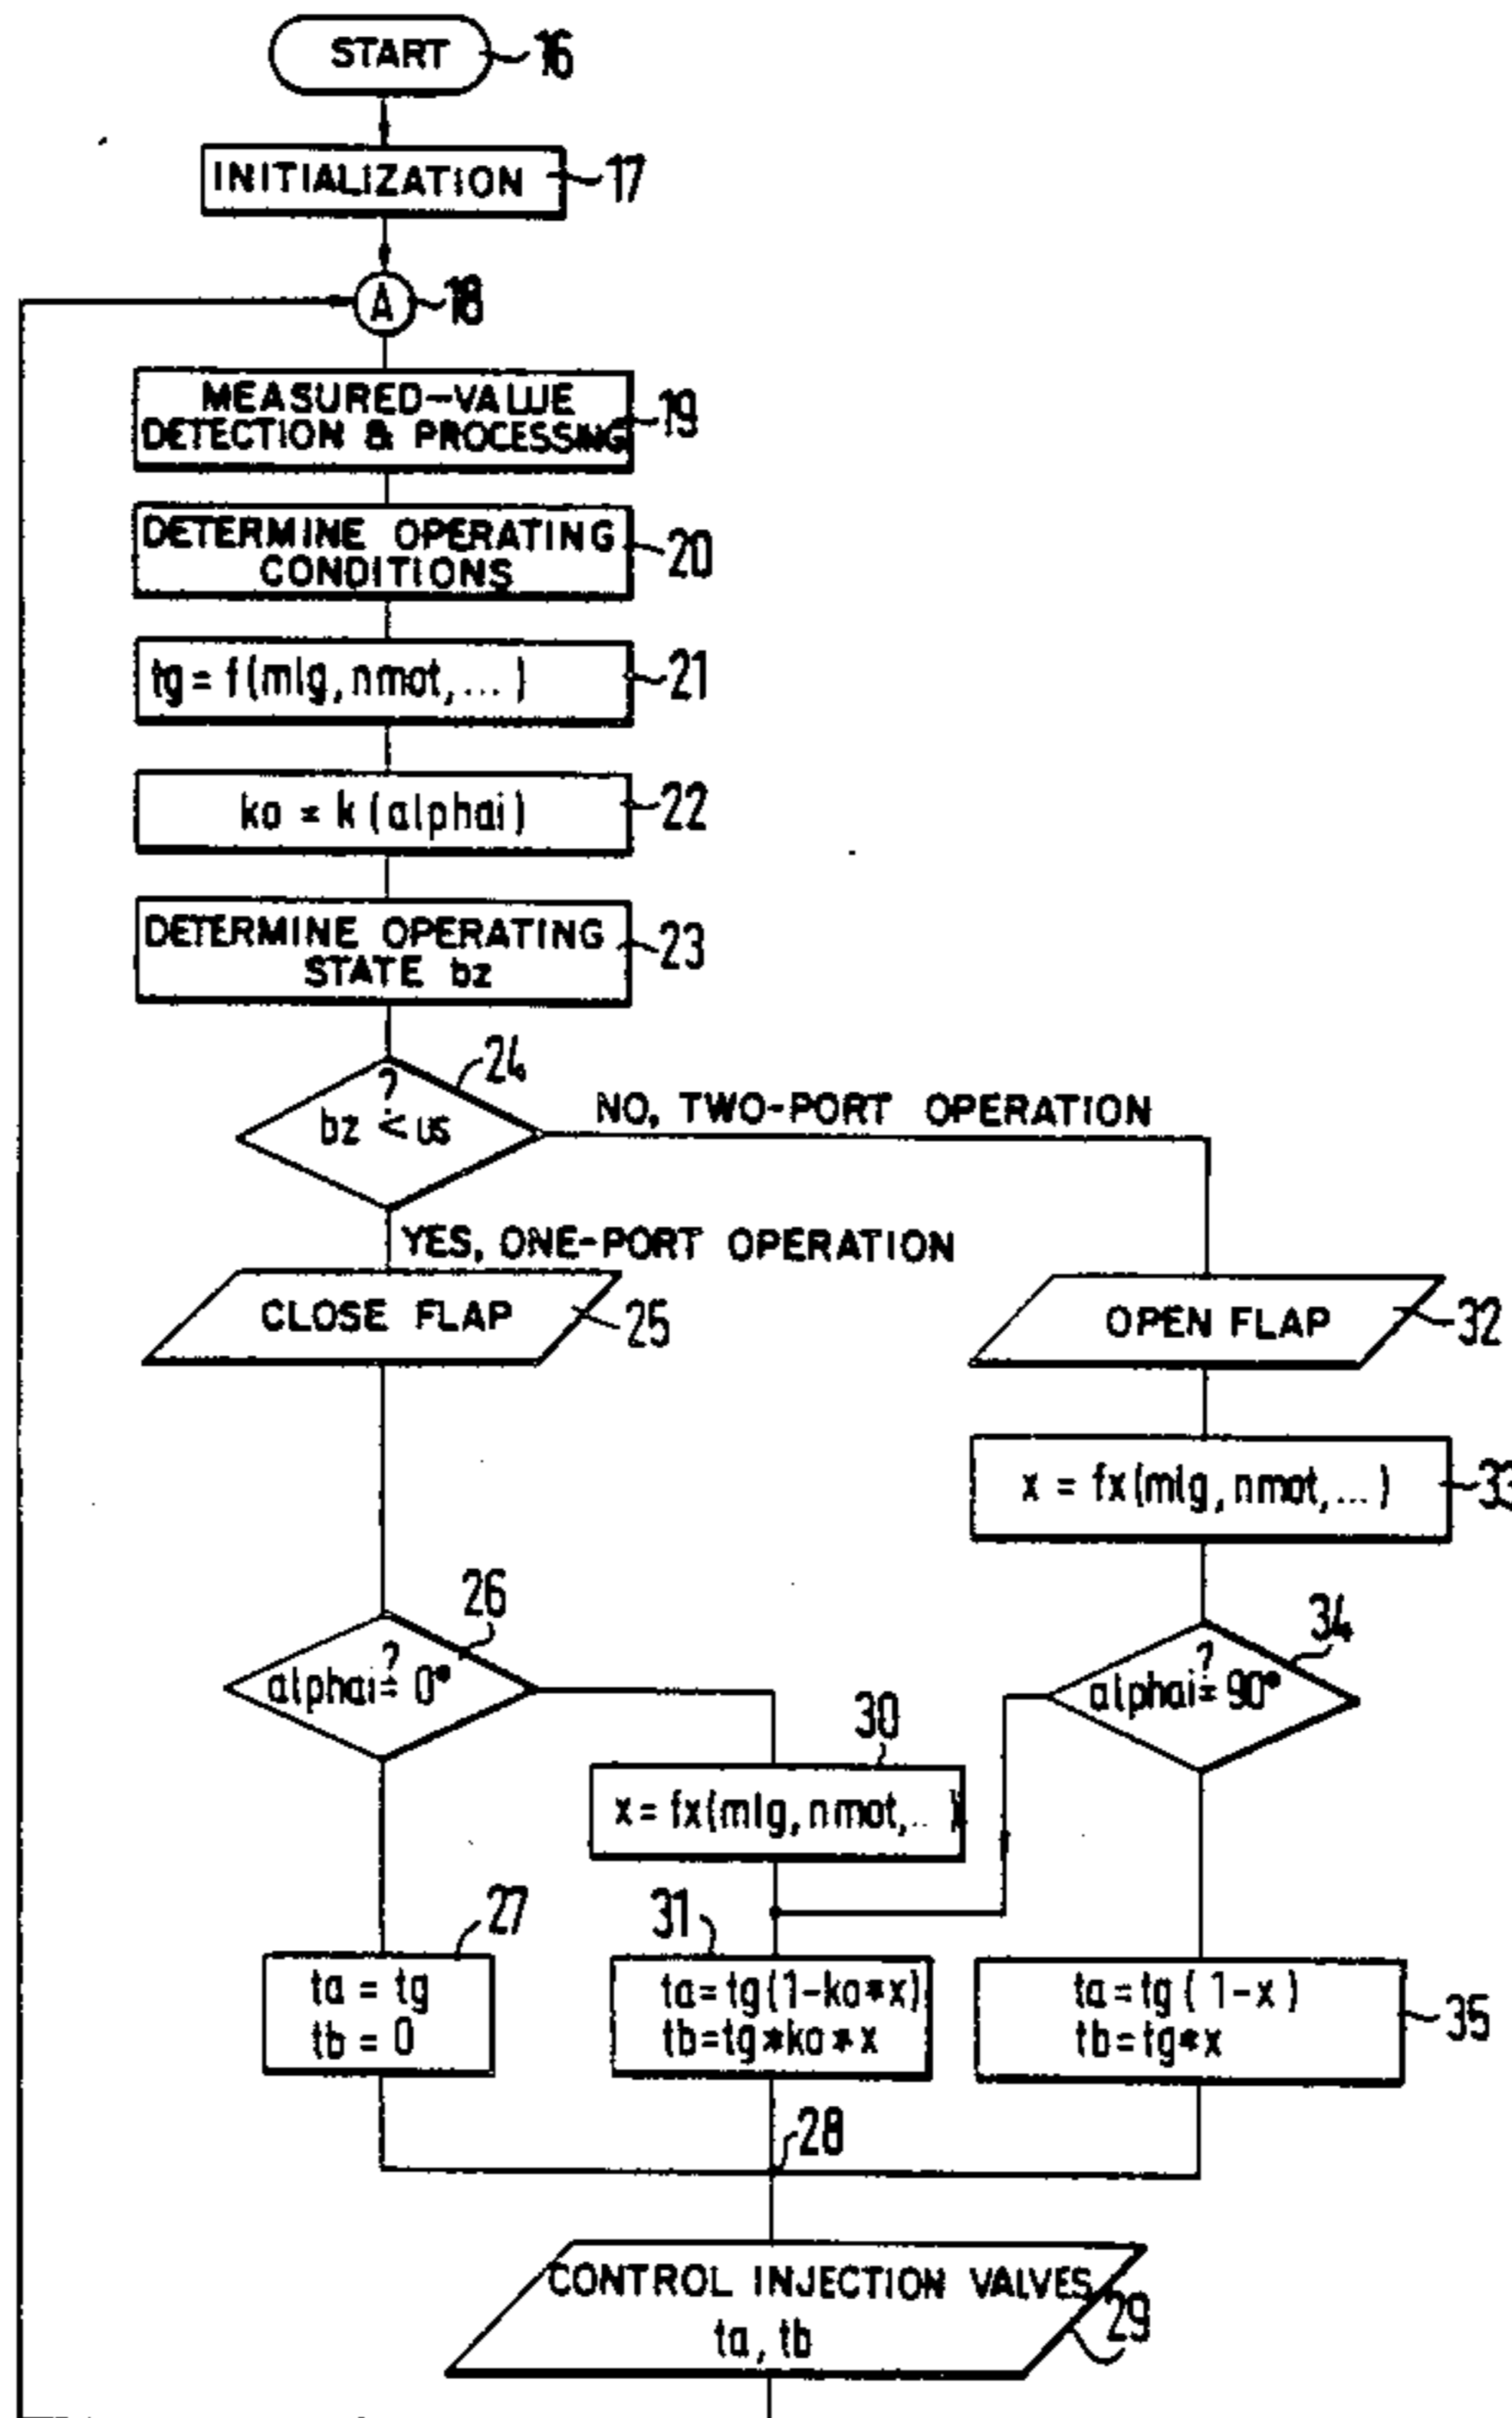 START
16
INITIALIZATION
17
A
18
MEASURED-VALUE
DETECTION & PROCESSING
19
DETERMINE OPERATING
CONDITIONS
20
tg = f(mlg, nmot, ...)
21
ko = k (alphai)
22
DETERMINE OPERATING
STATE bz
23
24
?
bz < us
NO, TWO-PORT OPERATION
YES, ONE-PORT OPERATION
CLOSE FLAP
25
OPEN FLAP
32
x = fx(mlg, nmot, ...)
33
26
?
alphai = 0°
34
?
alphai = 90°
30
x = fx(mlg, nmot, .. )
27
ta = tg
tb = 0
31
ta = tg (1-ko*x)
tb = tg*ko*x
ta = tg ( 1-x )
tb = tg*x
35
28
CONTROL INJECTION VALVES
ta, tb
29